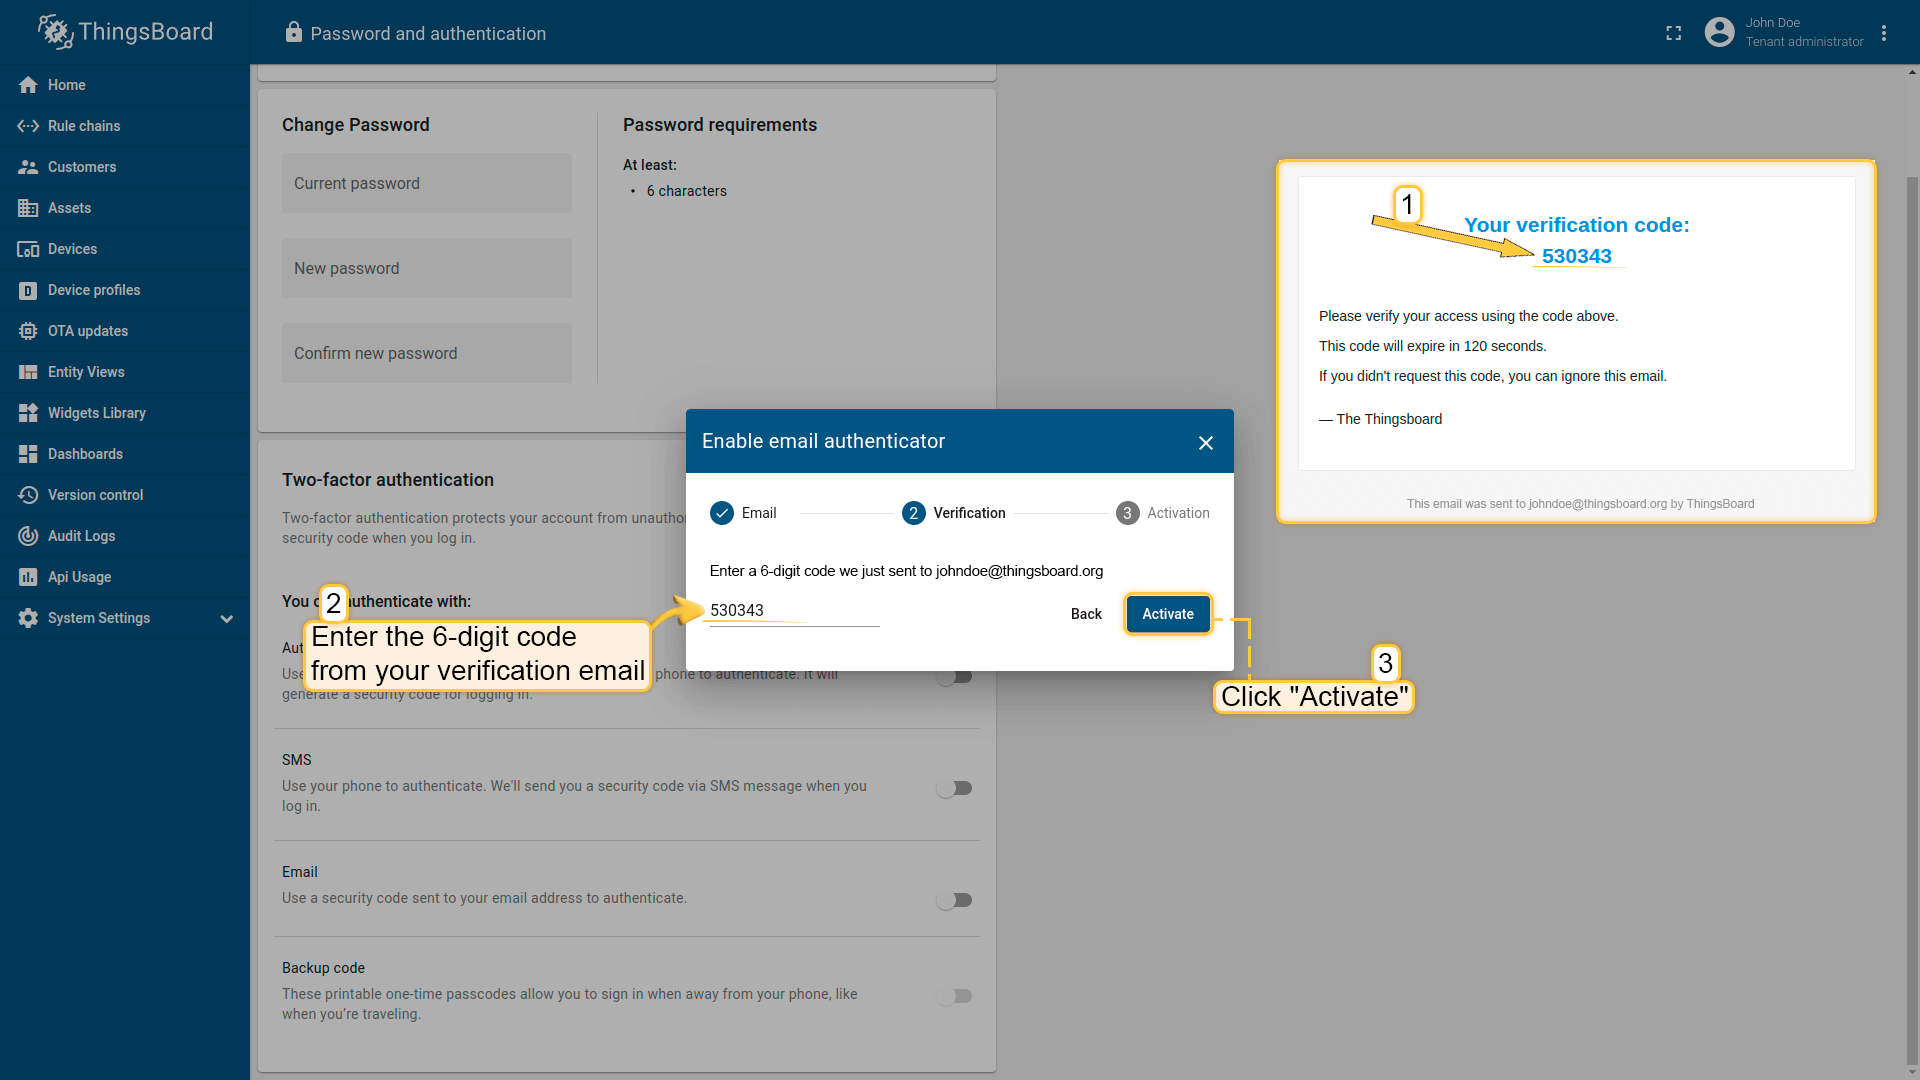 ThingsBoard
Password and authentication
John Doe
Tenant administrator
Home
Rule chains
Customers
Assets
Devices
Device profiles
OTA updates
Entity Views
Widgets Library
Dashboards
Version control
Audit Logs
Api Usage
System Settings
Change Password
Current password
New password
Confirm new password
Password requirements
At least:
• 6 characters
Two-factor authentication
Two-factor authentication protects your account from unautho
security code when you log in.
You c uthenticate with:
Aut
Use phone to authenticate. It will
generate a security code for logging in.
SMS
Use your phone to authenticate. We'll send you a security code via SMS message when you
log in.
Email
Use a security code sent to your email address to authenticate.
Backup code
These printable one-time passcodes allow you to sign in when away from your phone, like
when you're traveling.
Enable email authenticator
Email
2 Verification
3 Activation
Enter a 6-digit code we just sent to johndoe@thingsboard.org
530343
Back
Activate
1
Your verification code:
530343
Please verify your access using the code above.
This code will expire in 120 seconds.
If you didn't request this code, you can ignore this email.
— The Thingsboard
This email was sent to johndoe@thingsboard.org by ThingsBoard
2
Enter the 6-digit code
from your verification email
3
Click "Activate"